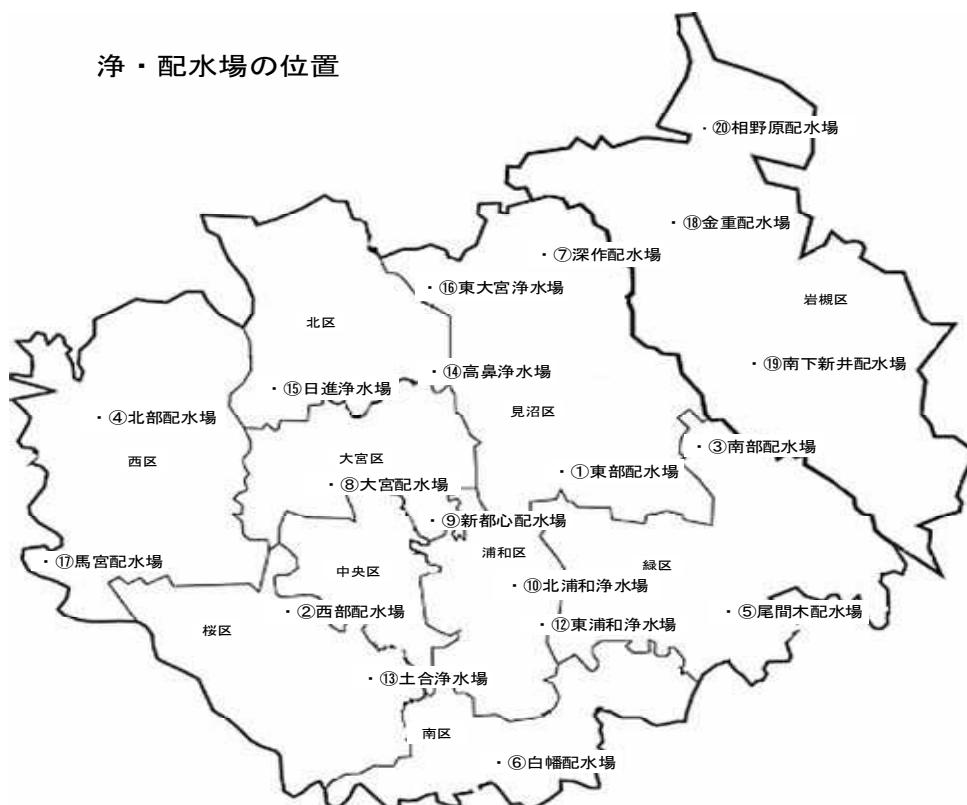 浄・配水場の位置
⑳相野原配水場
⑱金重配水場
⑦深作配水場
⑯東大宮浄水場
岩槻区
北区
⑲南下新井配水場
⑭高鼻浄水場
⑮日進浄水場
見沼区
④北部配水場
③南部配水場
西区
大宮区
①東部配水場
⑧大宮配水場
⑨新都心配水場
浦和区
⑰馬宮配水場
緑区
中央区
⑩北浦和浄水場
②西部配水場
⑤尾間木配水場
⑫東浦和浄水場
桜区
⑬土合浄水場
南区
⑥白幡配水場